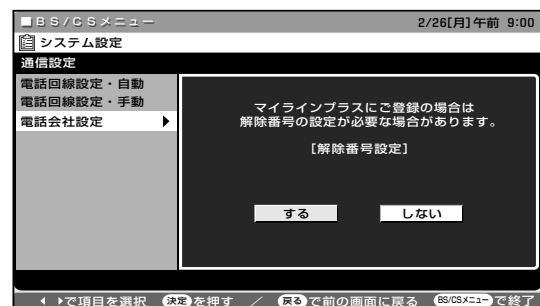 BS/CSメニュー 2/26[月]午前 9:00
システム設定
通信設定
電話回線設定・自動
電話回線設定・手動
電話会社設定
マイラインプラスにご登録の場合は
解除番号の設定が必要な場合があります。
[解除番号設定]
する しない
で項目を選択 決定を押す / 戻るで前の画面に戻る BS/CSメニューで終了